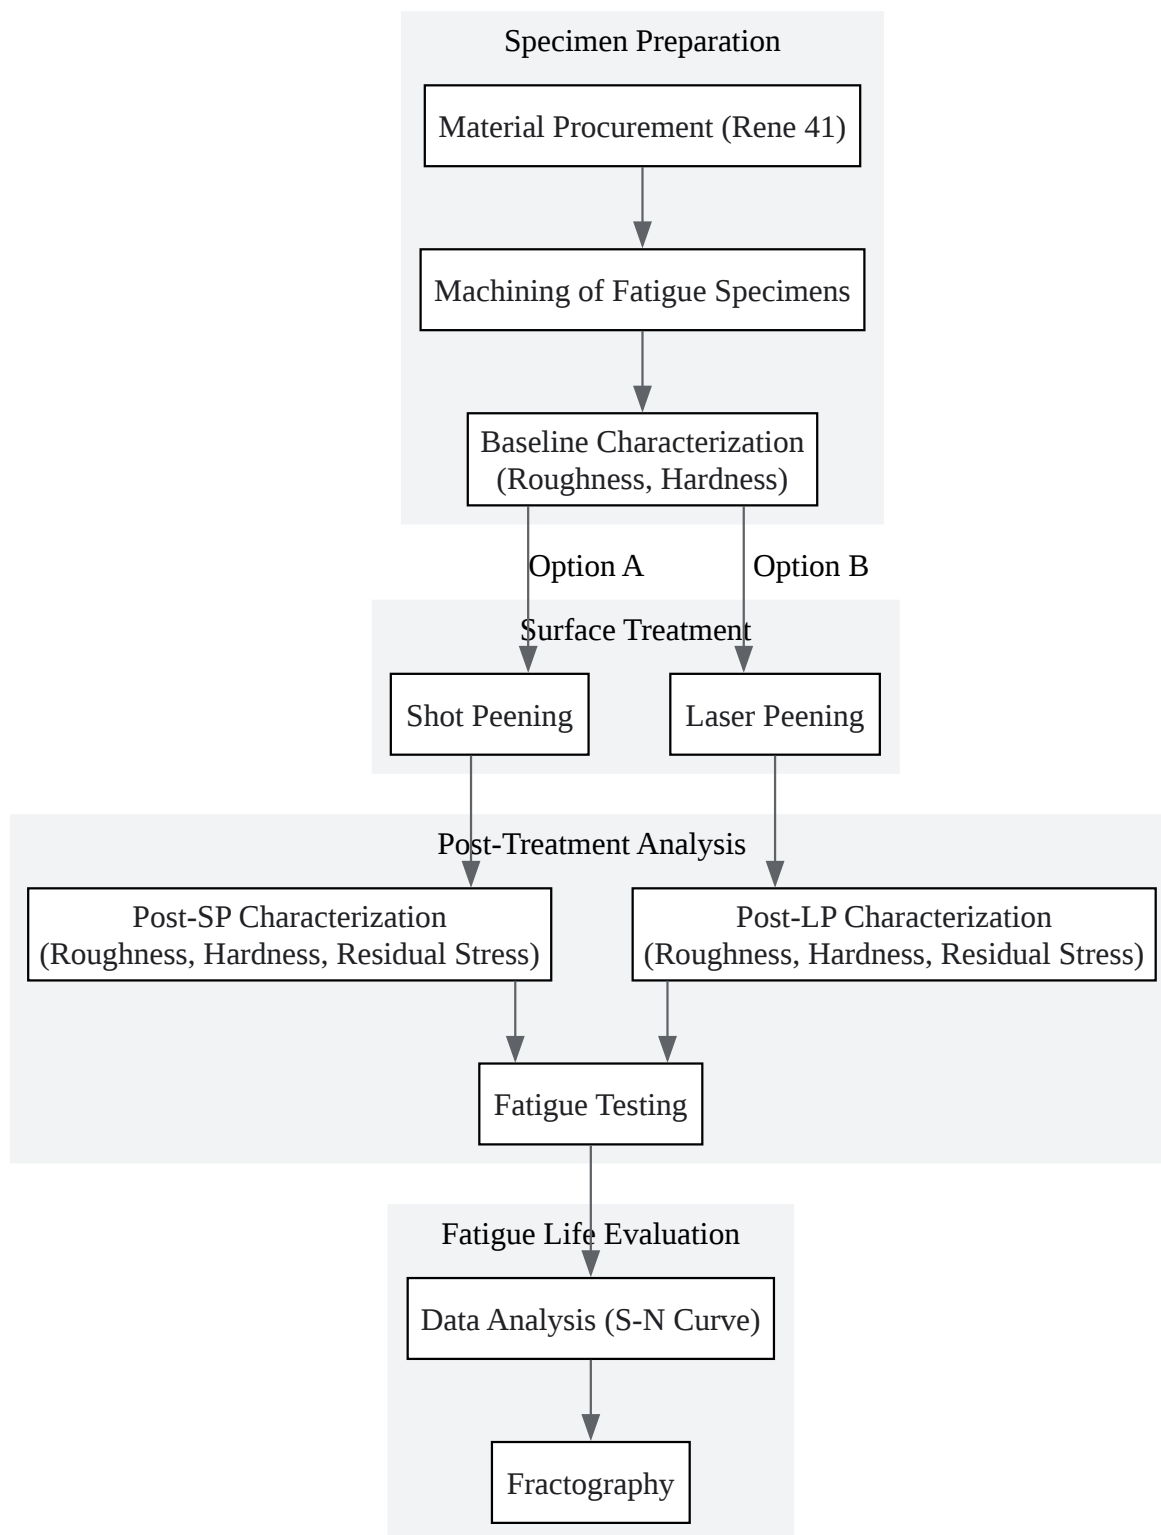 Specimen Preparation
Material Procurement (Rene 41)
Machining of Fatigue Specimens
Baseline Characterization
(Roughness, Hardness)
Option A
Option B
Surface Treatment
Shot Peening
Laser Peening
Post-Treatment Analysis
Post-SP Characterization
(Roughness, Hardness, Residual Stress)
Post-LP Characterization
(Roughness, Hardness, Residual Stress)
Fatigue Testing
Fatigue Life Evaluation
Data Analysis (S-N Curve)
Fractography